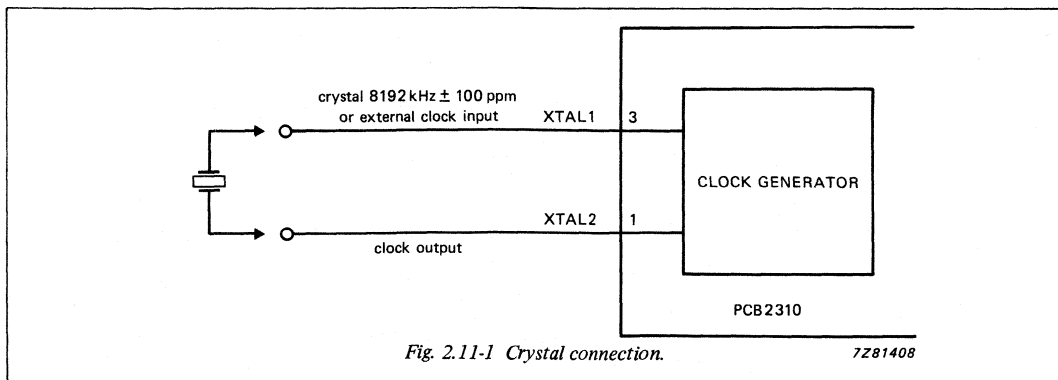 crystal 8192 kHz ± 100 ppm
or external clock input
XTAL1
3
CLOCK GENERATOR
XTAL2
1
clock output
PCB2310
Fig. 2.11-1 Crystal connection.
7Z81408